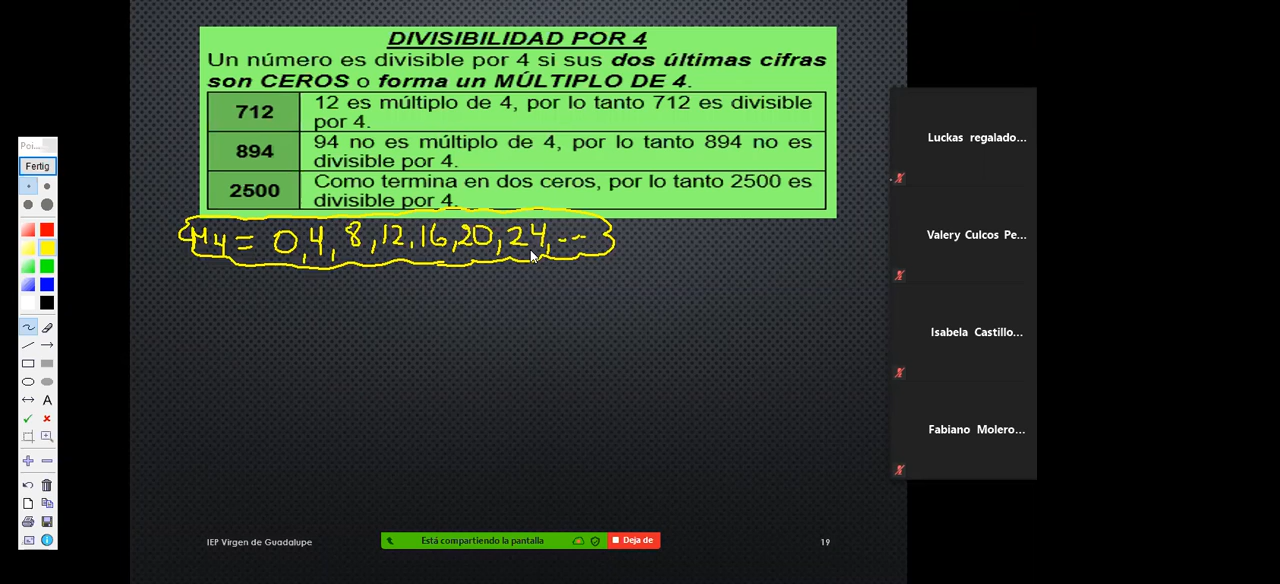 DIVISIBILIDAD POR 4
Un número es divisible por 4 si sus dos últimas cifras
son CEROS o forma un MÚLTIPLO DE 4.
712
12 es múltiplo de 4, por lo tanto 712 es divisible
por 4.
894
94 no es múltiplo de 4, por lo tanto 894 no es
divisible por 4.
2500
Como termina en dos ceros, por lo tanto 2500 es
divisible por 4.
M4 = 0,4,8,12,16,20,24,...
Poi...
Fertig
A
Luckas regalado...
Valery Culcos Pe...
Isabela Castillo...
Fabiano Molero...
IEP Virgen de Guadalupe
Está compartiendo la pantalla
Deja de
19